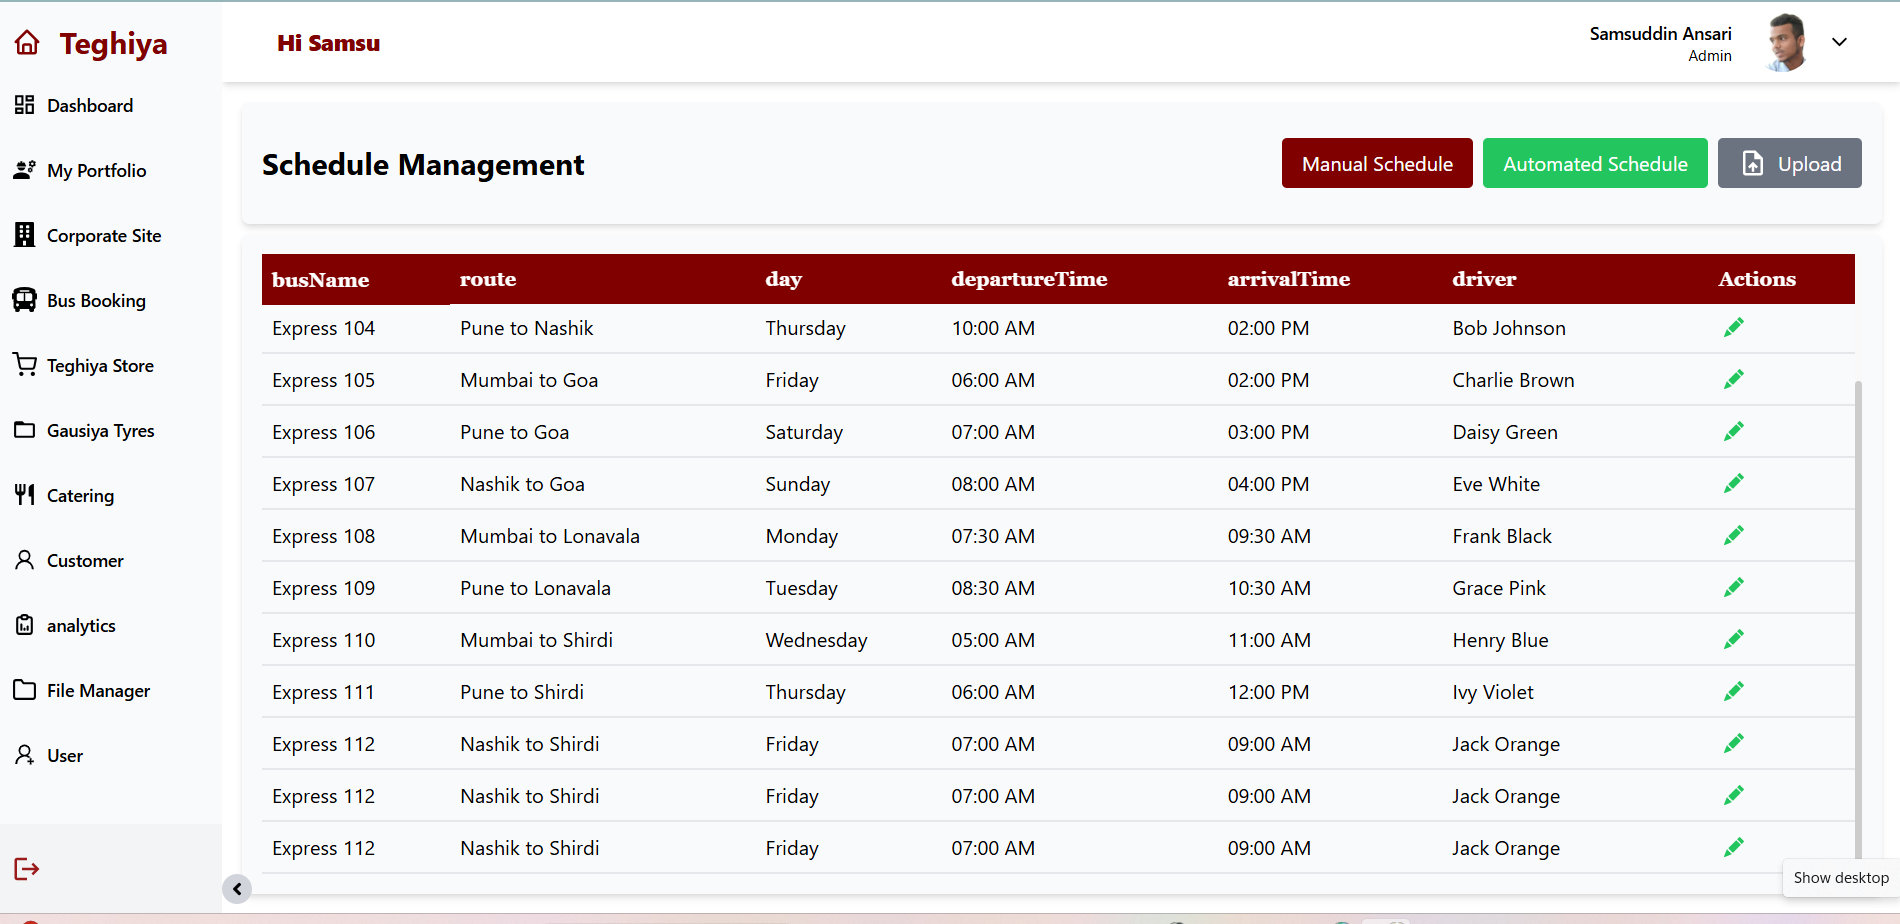 Teghiya
Hi Samsu
Samsuddin Ansari
Admin
Dashboard
My Portfolio
Corporate Site
Bus Booking
Teghiya Store
Gausiya Tyres
Catering
Customer
analytics
File Manager
User
Schedule Management
Manual Schedule
Automated Schedule
Upload
busName route day departureTime arrivalTime driver Actions
Express 104 Pune to Nashik Thursday 10:00 AM 02:00 PM Bob Johnson
Express 105 Mumbai to Goa Friday 06:00 AM 02:00 PM Charlie Brown
Express 106 Pune to Goa Saturday 07:00 AM 03:00 PM Daisy Green
Express 107 Nashik to Goa Sunday 08:00 AM 04:00 PM Eve White
Express 108 Mumbai to Lonavala Monday 07:30 AM 09:30 AM Frank Black
Express 109 Pune to Lonavala Tuesday 08:30 AM 10:30 AM Grace Pink
Express 110 Mumbai to Shirdi Wednesday 05:00 AM 11:00 AM Henry Blue
Express 111 Pune to Shirdi Thursday 06:00 AM 12:00 PM Ivy Violet
Express 112 Nashik to Shirdi Friday 07:00 AM 09:00 AM Jack Orange
Express 112 Nashik to Shirdi Friday 07:00 AM 09:00 AM Jack Orange
Express 112 Nashik to Shirdi Friday 07:00 AM 09:00 AM Jack Orange
Show desktop